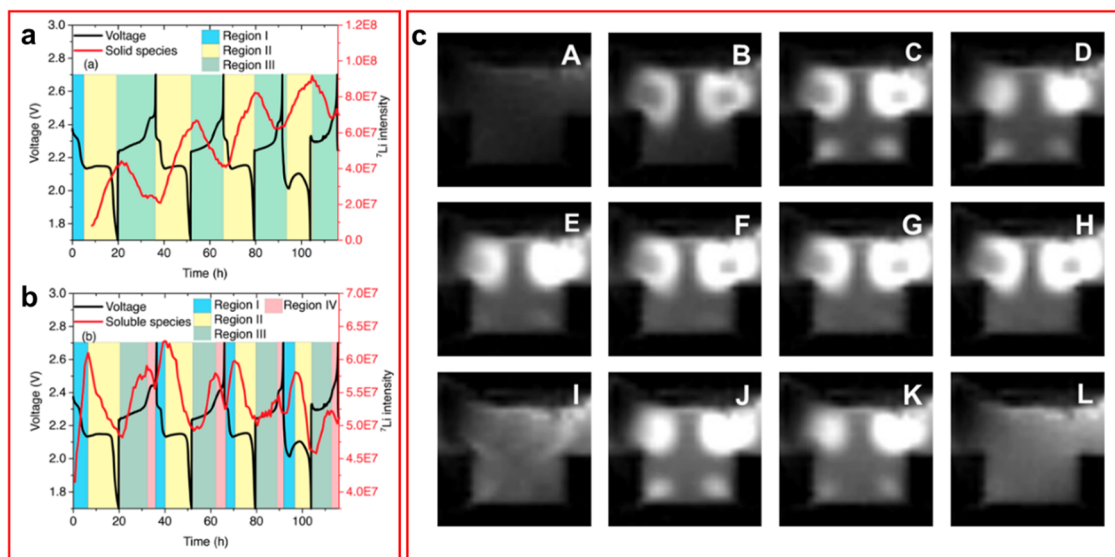 a
3.0
2.8
2.6
2.4
2.2
2.0
1.8
Voltage (V)
Voltage
Solid species
(a)
Region I
Region II
Region III
1.2E8
1.0E8
8.0E7
6.0E7
4.0E7
2.0E7
0.0
⁷Li intensity
0 20 40 60 80 100
Time (h)
b
3.0
2.8
2.6
2.4
2.2
2.0
1.8
Voltage (V)
Voltage
Soluble species
(b)
Region I
Region II
Region III
Region IV
7.0E7
6.5E7
6.0E7
5.5E7
5.0E7
4.5E7
4.0E7
⁷Li intensity
0 20 40 60 80 100
Time (h)
c
A B C D
E F G H
I J K L